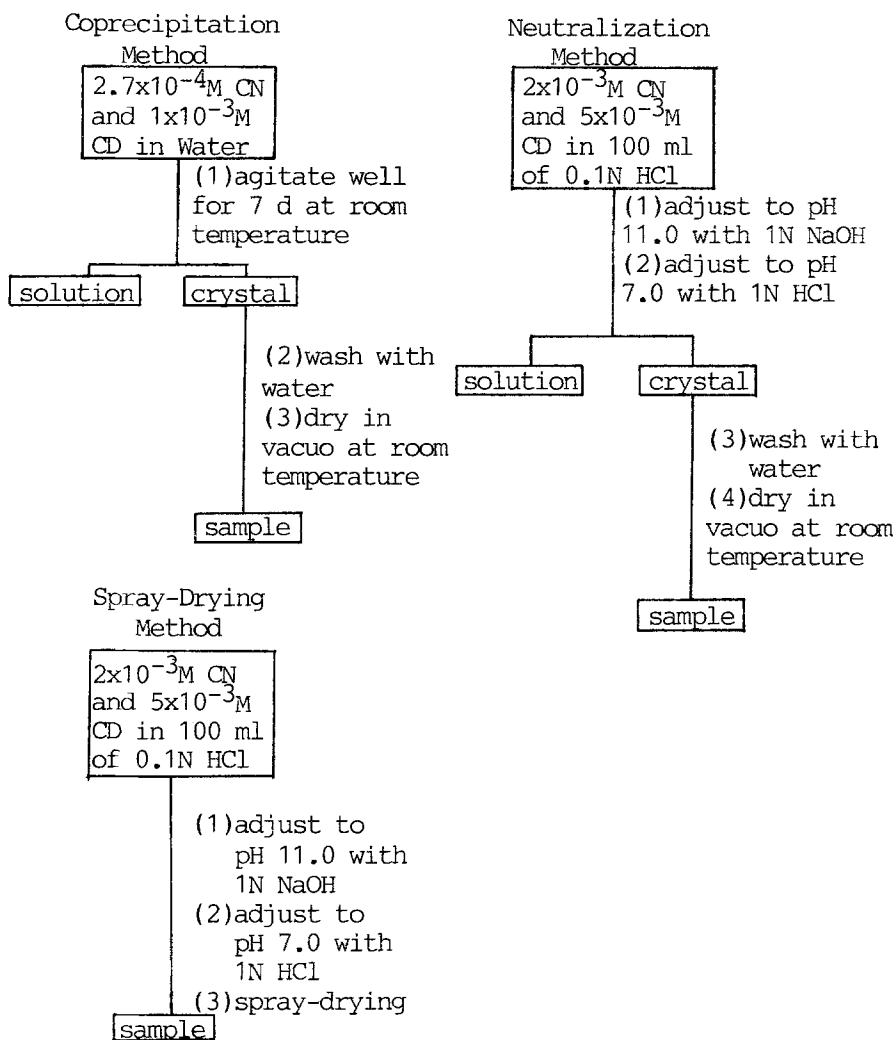 Coprecipitation
Method
2.7x10⁻⁴M CN
and 1x10⁻³M
CD in Water
(1)agitate well
for 7 d at room
temperature
solution
crystal
(2)wash with
water
(3)dry in
vacuo at room
temperature
sample
Neutralization
Method
2x10⁻³M CN
and 5x10⁻³M
CD in 100 ml
of 0.1N HCl
(1)adjust to pH
11.0 with 1N NaOH
(2)adjust to pH
7.0 with 1N HCl
solution
crystal
(3)wash with
water
(4)dry in
vacuo at room
temperature
sample
Spray-Drying
Method
2x10⁻³M CN
and 5x10⁻³M
CD in 100 ml
of 0.1N HCl
(1)adjust to
pH 11.0 with
1N NaOH
(2)adjust to
pH 7.0 with
1N HCl
(3)spray-drying
sample